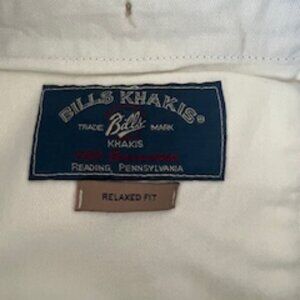 BILLS KHAKIS®
TRADE Bills MARK
KHAKIS
READING, PENNSYLVANIA
RELAXED FIT